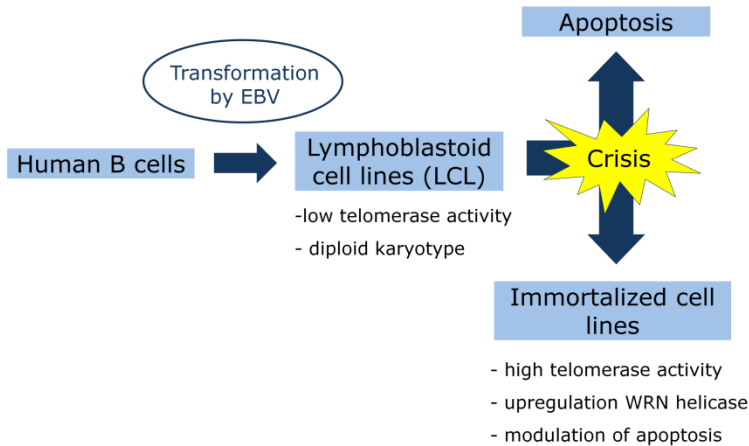 Apoptosis
Transformation
by EBV
Human B cells
Lymphoblastoid
cell lines (LCL)
Crisis
-low telomerase activity
- diploid karyotype
Immortalized cell
lines
- high telomerase activity
- upregulation WRN helicase
- modulation of apoptosis